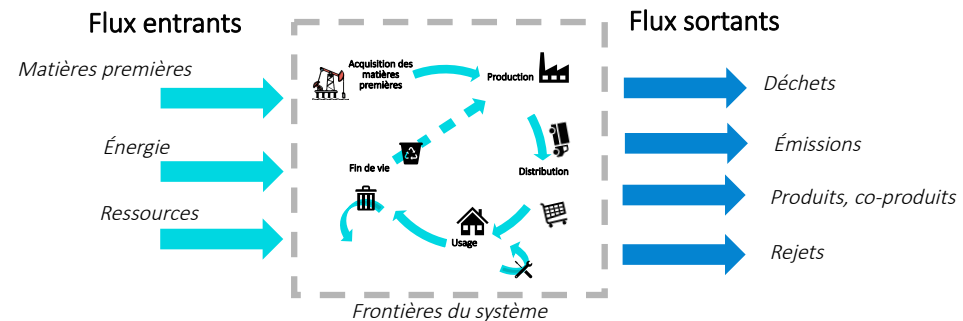 Flux entrants
Matières premières
Énergie
Ressources
Acquisition des
matières
premières
Production
Distribution
Usage
Fin de vie
Frontières du système
Flux sortants
Déchets
Émissions
Produits, co-produits
Rejets